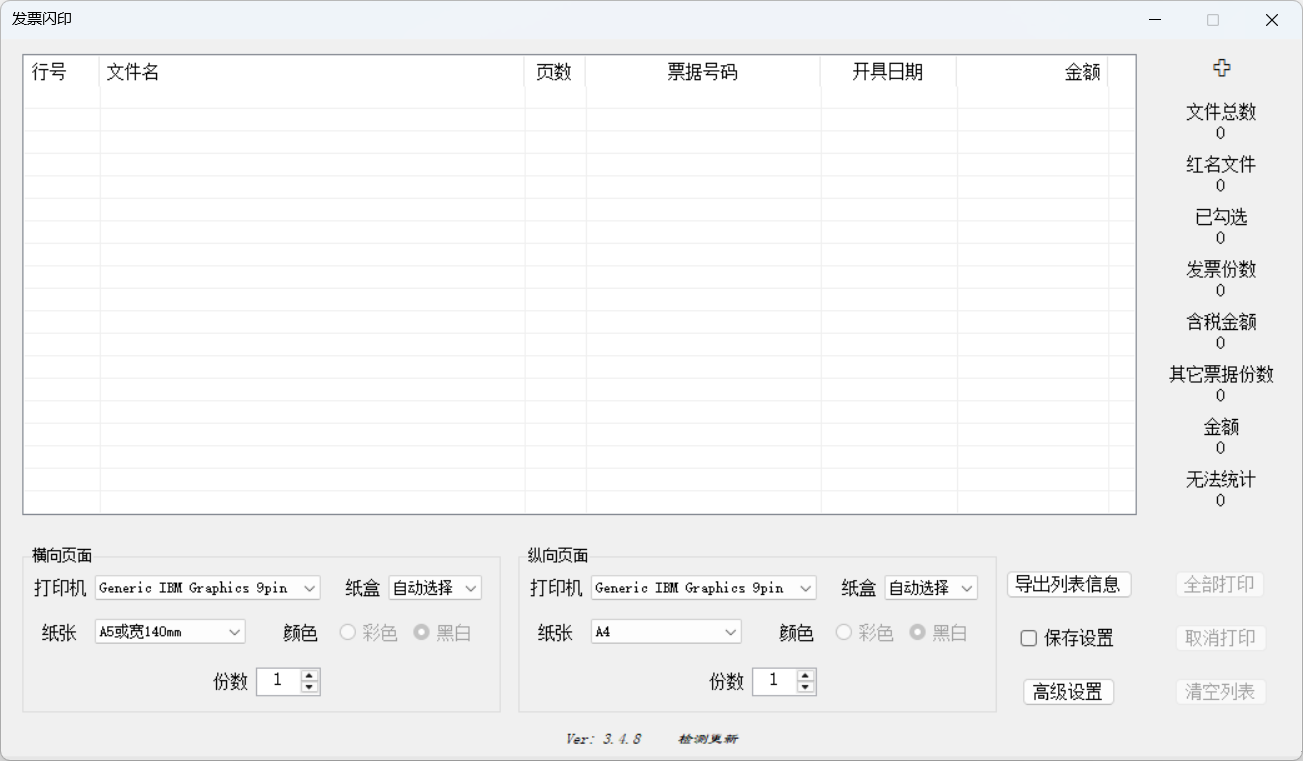 发票闪印
行号 文件名 页数 票据号码 开具日期 金额
文件总数
0
红名文件
0
已勾选
0
发票份数
0
含税金额
0
其它票据份数
0
金额
0
无法统计
0
横向页面
打印机 Generic IBM Graphics 9pin 纸盒 自动选择
纸张 A5或宽140mm 颜色 彩色 黑白
份数 1
纵向页面
打印机 Generic IBM Graphics 9pin 纸盒 自动选择
纸张 A4 颜色 彩色 黑白
份数 1
导出列表信息 全部打印
保存设置 取消打印
高级设置 清空列表
Ver: 3.4.8 检测更新